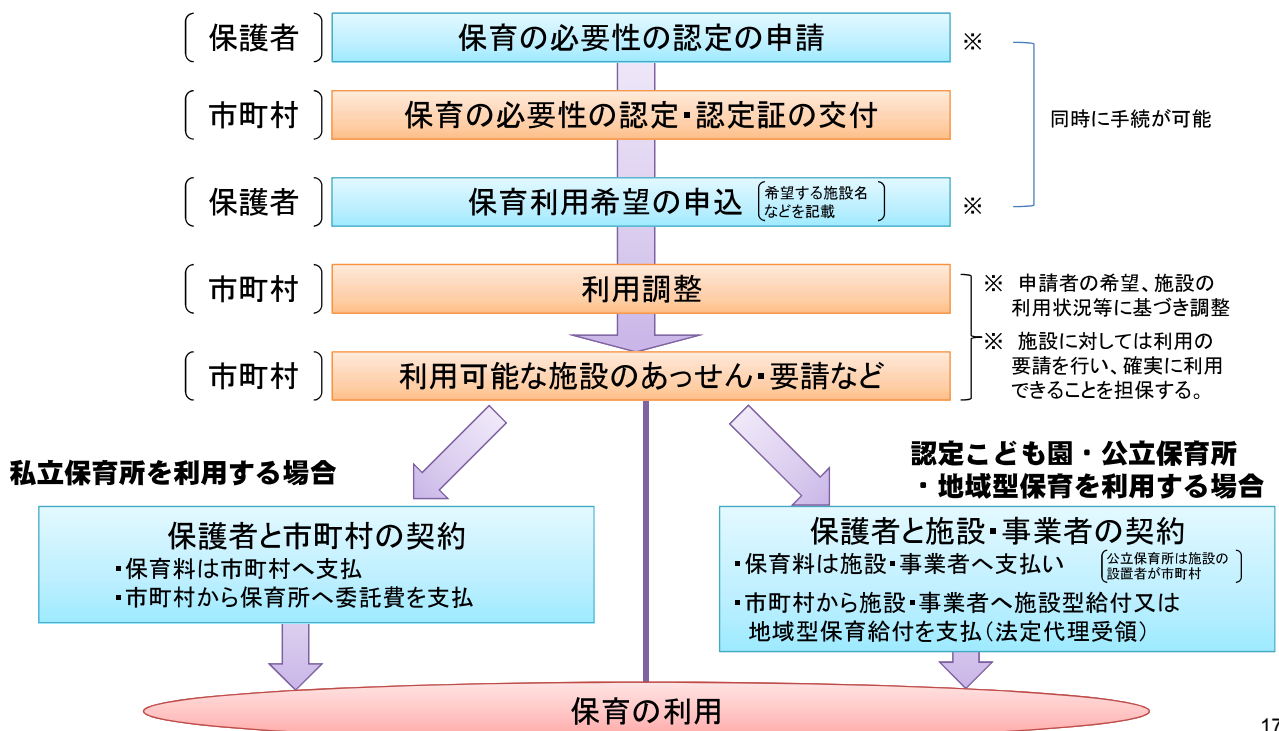 保護者
保育の必要性の認定の申請
※
市町村
保育の必要性の認定・認定証の交付
同時に手続が可能
保護者
保育利用希望の申込
希望する施設名
などを記載
※
市町村
利用調整
※ 申請者の希望、施設の
利用状況等に基づき調整
市町村
利用可能な施設のあっせん・要請など
※ 施設に対しては利用の
要請を行い、確実に利用
できることを担保する。
私立保育所を利用する場合
保護者と市町村の契約
・保育料は市町村へ支払
・市町村から保育所へ委託費を支払
認定こども園・公立保育所
・地域型保育を利用する場合
保護者と施設・事業者の契約
・保育料は施設・事業者へ支払い
公立保育所は施設の
設置者が市町村
・市町村から施設・事業者へ施設型給付又は
地域型保育給付を支払(法定代理受領)
保育の利用
17